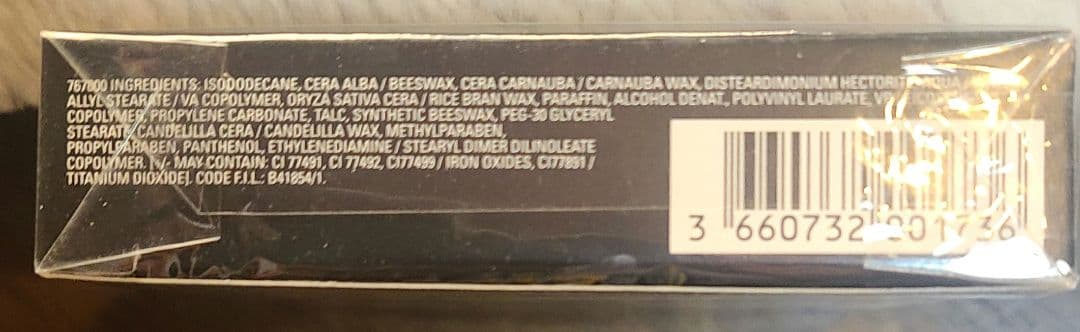 767000 INGREDIENTS: ISODODECANE, CERA ALBA / BEESWAX, CERA CARNAUBA / CARNAUBA WAX, DISTEARDIMONIUM
ALLYL STEARATE / VA COPOLYMER, ORYZA SATIVA CERA / RICE BRAN WAX, PARAFFIN, ALCOHOL DENAT., POLYVINYL LAURATE,
COPOLYMER, PROPYLENE CARBONATE, TALC, SYNTHETIC BEESWAX, PEG-30 GLYCERYL
STEARATE, CANDELILLA CERA / CANDELILLA WAX, METHYLPARABEN,
PROPYLPARABEN, PANTHENOL, ETHYLENEDIAMINE / STEARYL DIMER DILINOLEATE
COPOLYMER. [+/- MAY CONTAIN: CI 77491, CI 77492, CI77499 / IRON OXIDES, CI77891 /
TITANIUM DIOXIDE]. CODE F.I.L.: B41854/1.
3 660732 201736